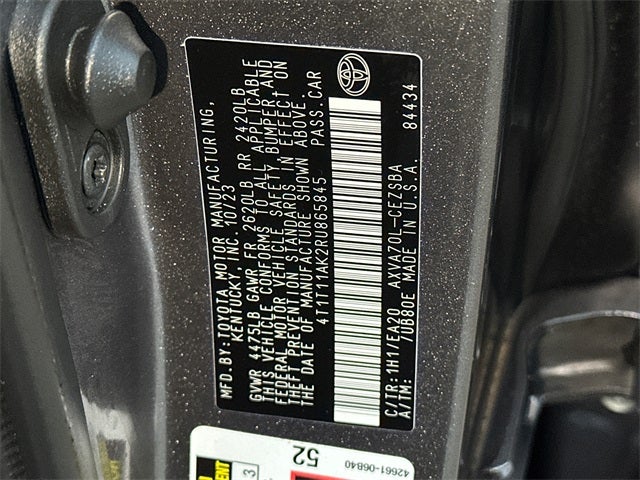 MFD.BY:TOYOTA MOTOR MANUFACTURING,
KENTUCKY, INC. 10/23
GVWR 4475LB GAWR FR 2620LB RR 2420LB
THIS VEHICLE CONFORMS TO ALL APPLICABLE
FEDERAL MOTOR VEHICLE SAFETY, BUMPER, AND
THEFT PREVENTION STANDARDS IN EFFECT ON
THE DATE OF MANUFACTURE SHOWN ABOVE.
4T1T11AK2RU865845 PASS.CAR
C/TR:1H1/EA20 AXVA70L-CEZSBA
A/TM: /UB80E MADE IN U.S.A. 84434
52
42661-06B40